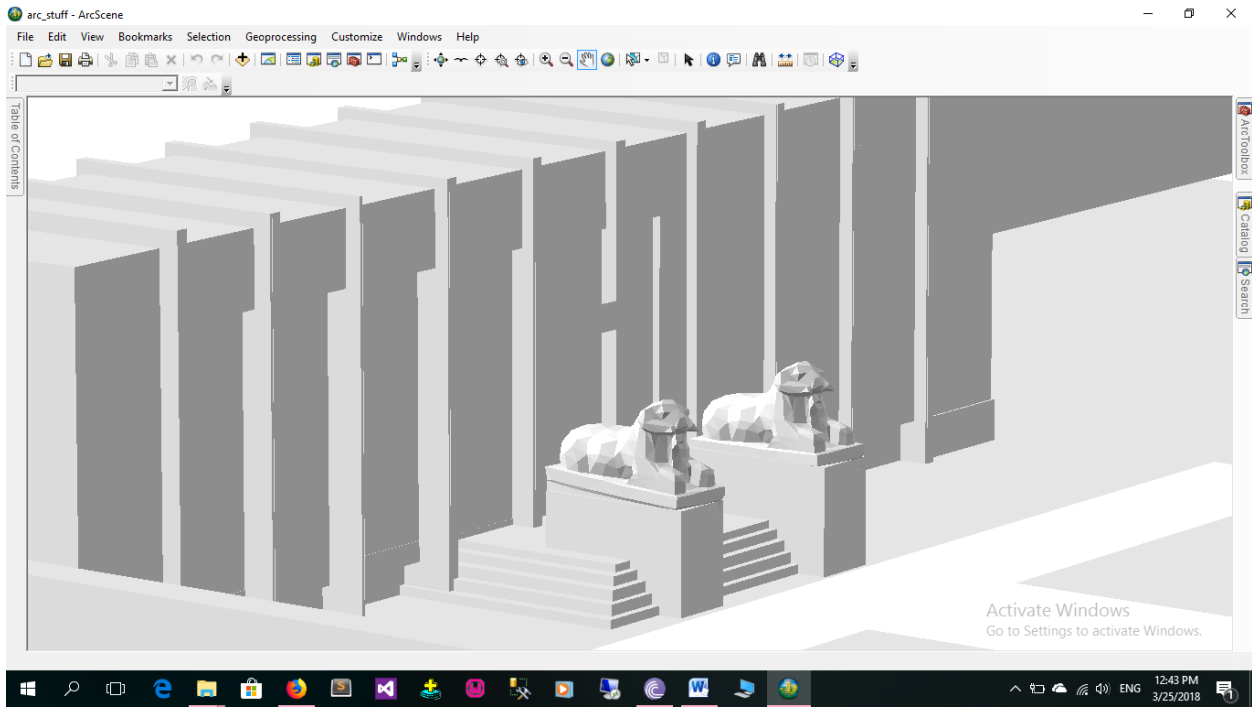 arc_stuff - ArcScene
File Edit View Bookmarks Selection Geoprocessing Customize Windows Help
Table Of Contents
ArcToolbox
Catalog
Search
Activate Windows
Go to Settings to activate Windows.
ENG
12:43 PM
3/25/2018
1